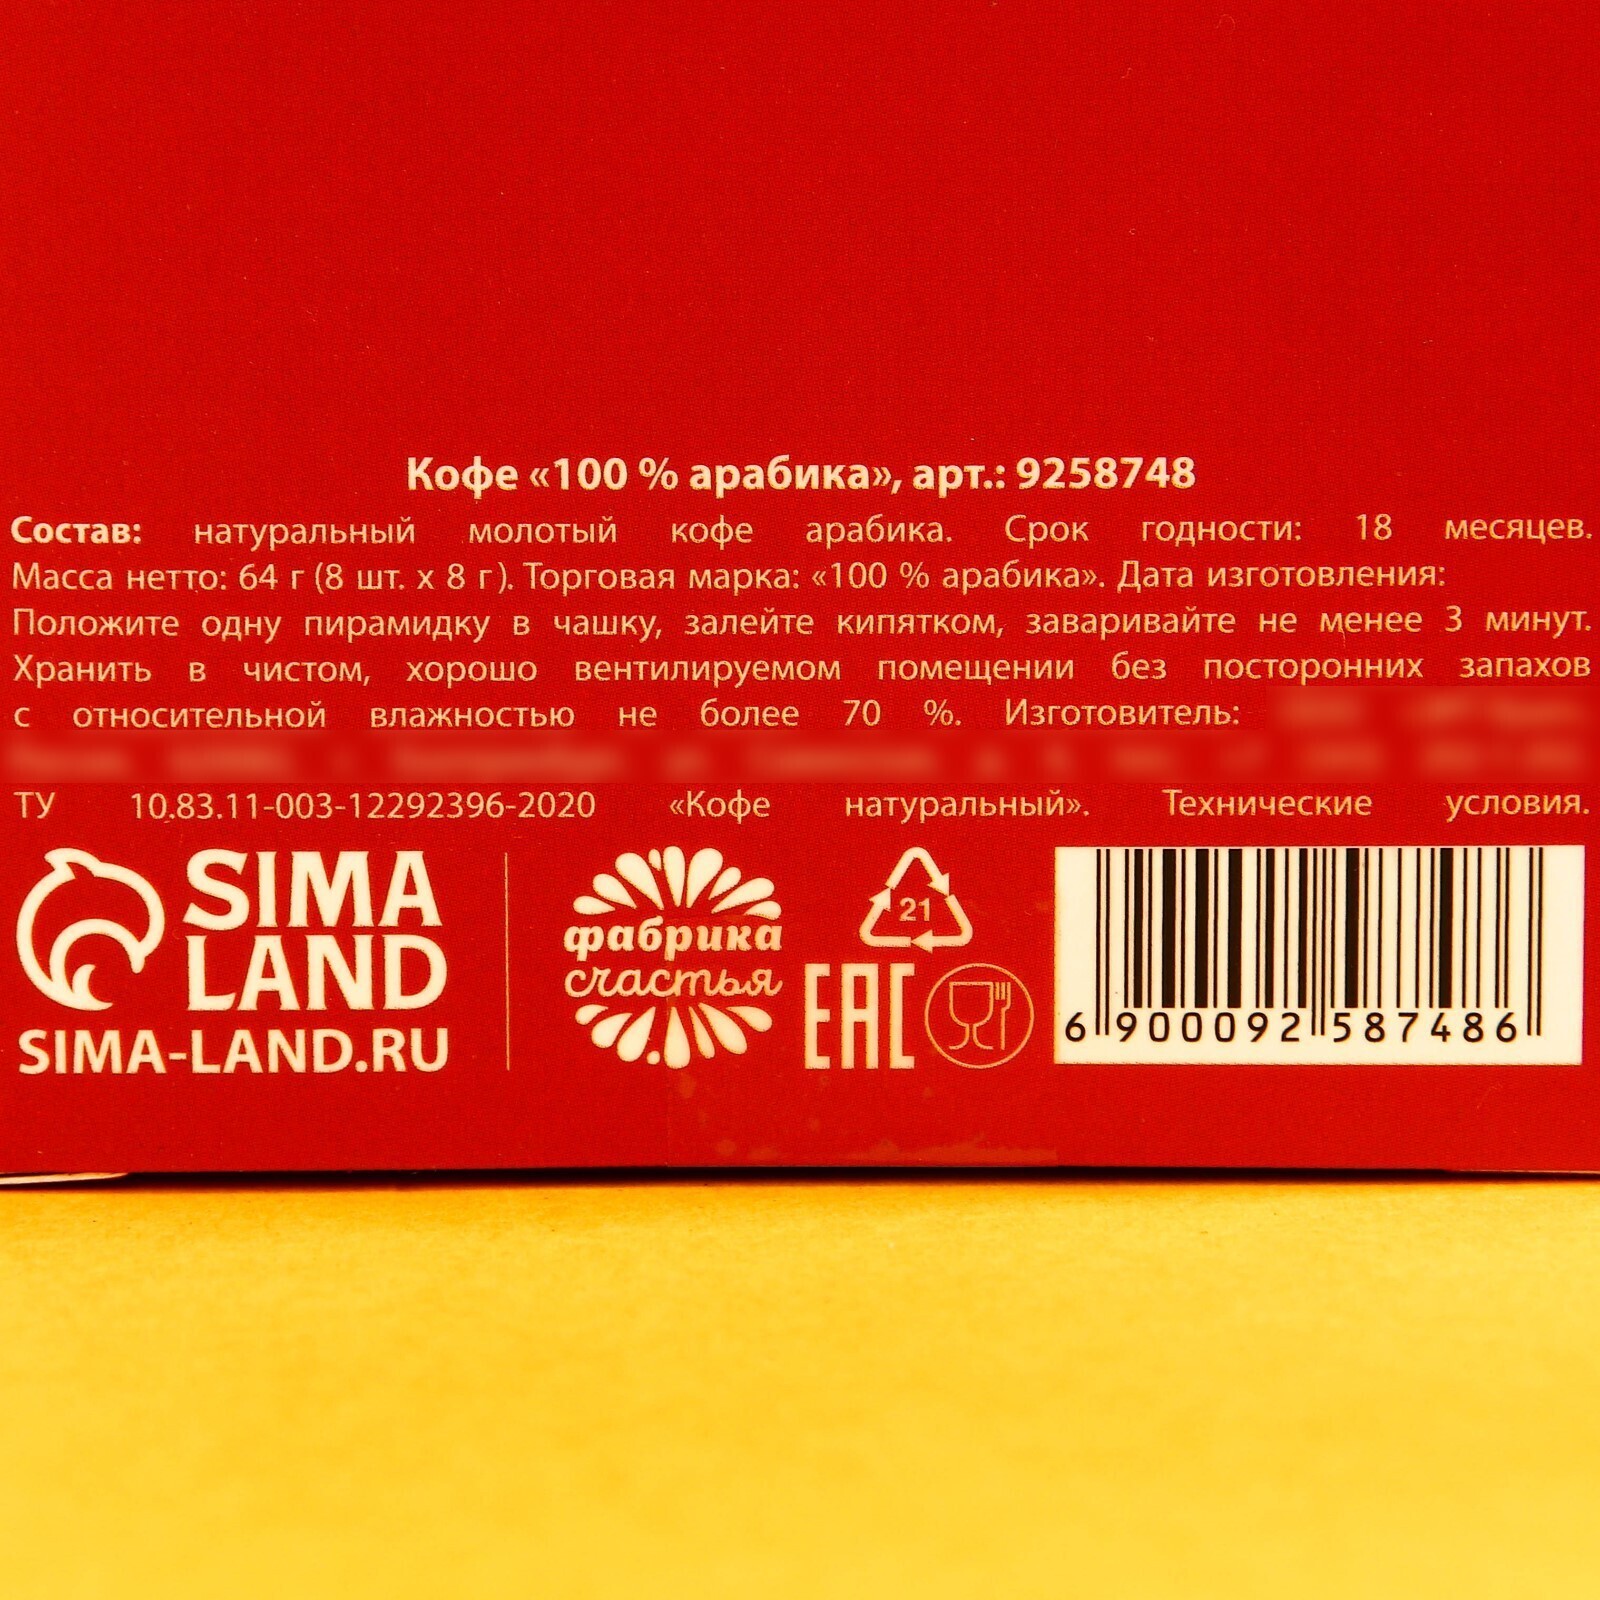 Кофе «100 % арабика», арт.: 9258748
Состав: натуральный молотый кофе арабика. Срок годности: 18 месяцев.
Масса нетто: 64 г (8 шт. х 8 г). Торговая марка: «100 % арабика». Дата изготовления:
Положите одну пирамидку в чашку, залейте кипятком, заваривайте не менее 3 минут.
Хранить в чистом, хорошо вентилируемом помещении без посторонних запахов
с относительной влажностью не более 70 %. Изготовитель:
ТУ 10.83.11-003-12292396-2020 «Кофе натуральный». Технические условия.
SIMA
LAND
SIMA-LAND.RU
фабрика
счастья
21
EAC
6 900092 587486